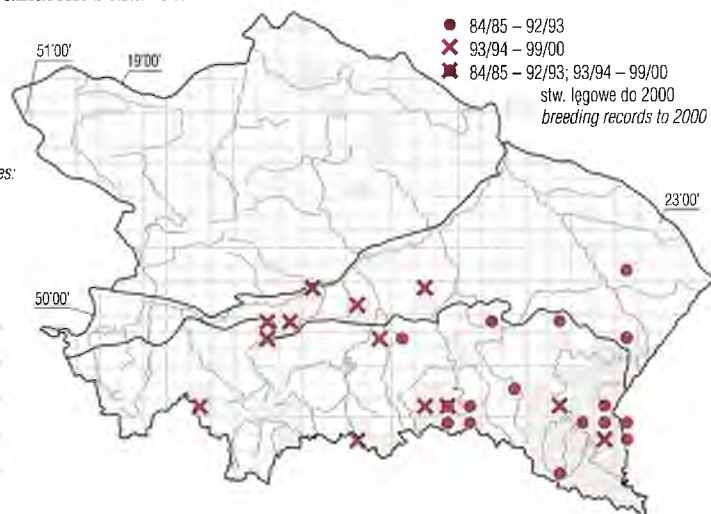 84/85 – 92/93
93/94 – 99/00
84/85 – 92/93; 93/94 – 99/00
stw. lęgowe do 2000
breeding records to 2000
51°00'
19°00'
es:
23°00'
50°00'